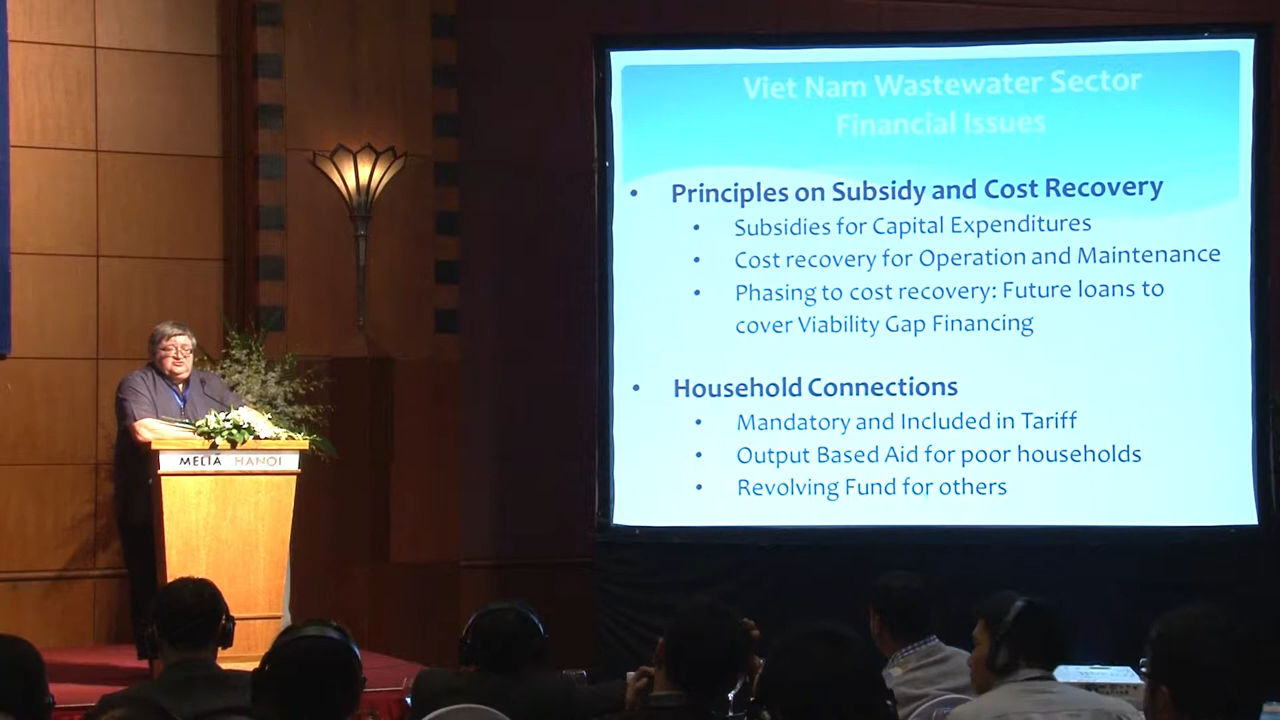 Viet Nam Wastewater Sector
Financial Issues
• Principles on Subsidy and Cost Recovery
• Subsidies for Capital Expenditures
• Cost recovery for Operation and Maintenance
• Phasing to cost recovery: Future loans to
cover Viability Gap Financing
• Household Connections
• Mandatory and Included in Tariff
• Output Based Aid for poor households
• Revolving Fund for others
MELIÃ HANOI